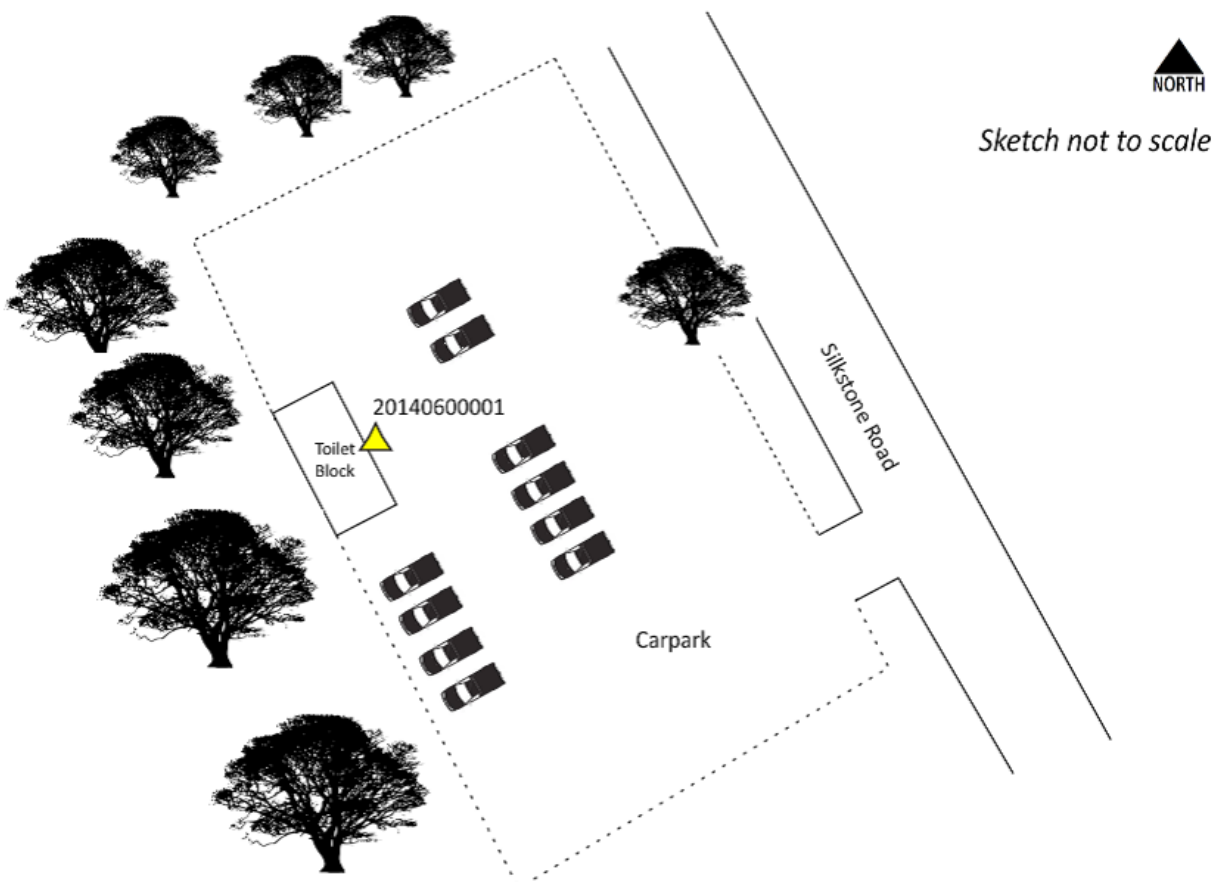 NORTH
Sketch not to scale
Silkstone Road
20140600001
Toilet
Block
Carpark